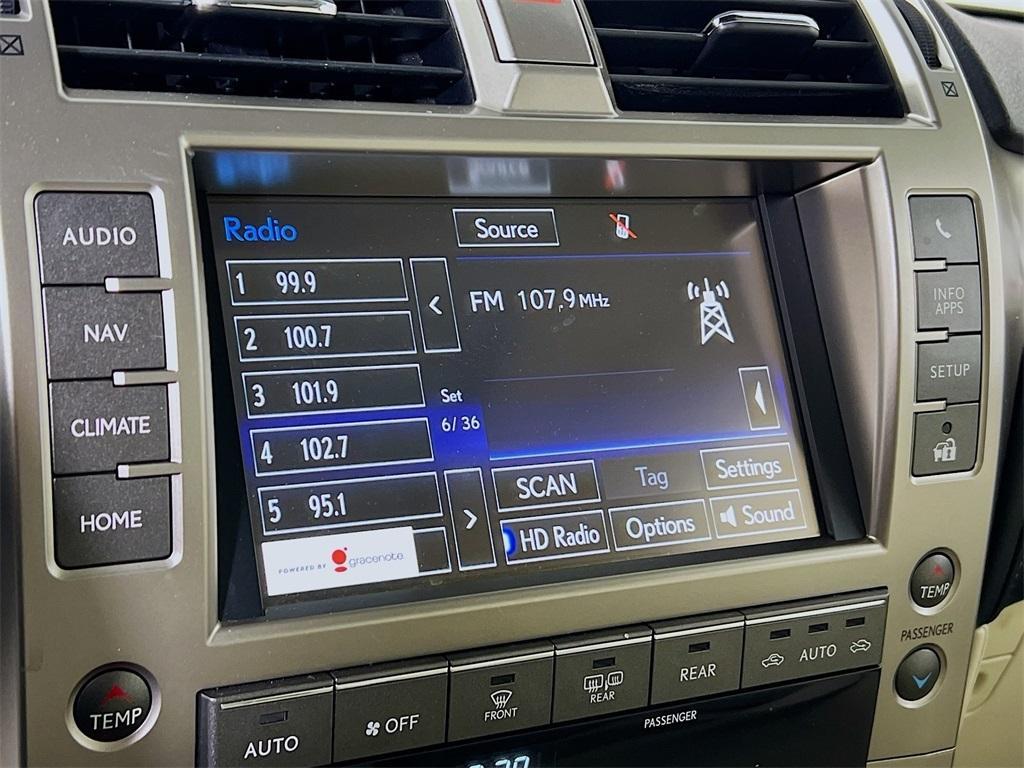 AUDIO
NAV
CLIMATE
HOME
Radio
Source
1 99.9
2 100.7
3 101.9
4 102.7
5 95.1
<
FM 107.9 MHz
Set
6/36
>
SCAN
Tag
Settings
HD Radio
Options
Sound
POWERED BY gracenote
INFO
APPS
SETUP
TEMP
PASSENGER
TEMP
AUTO
OFF
FRONT
REAR
REAR
AUTO
PASSENGER